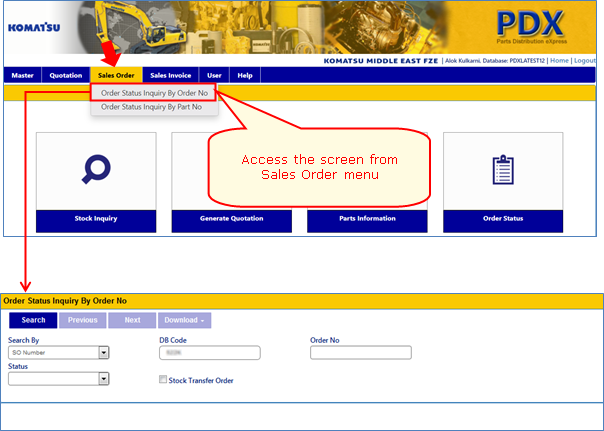 KOMATSU
PDX
Parts Distribution eXpress
KOMATSU MIDDLE EAST FZE | Alok Kulkarni, Database: PDXLATEST12 | Home | Logout
Master Quotation Sales Order Sales Invoice User Help
Order Status Inquiry By Order No
Order Status Inquiry By Part No
Access the screen from
Sales Order menu
Stock Inquiry Generate Quotation Parts Information Order Status
Order Status Inquiry By Order No
Search Previous Next Download
Search By DB Code Order No
SO Number
Status
Stock Transfer Order